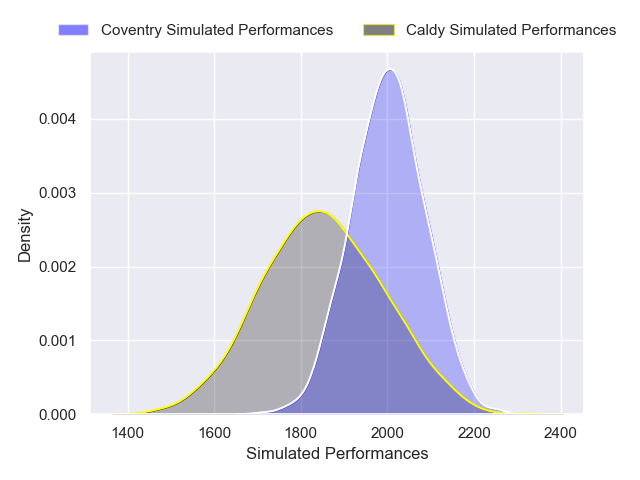 Coventry Simulated Performances Caldy Simulated Performances
0.004
0.003
0.002
0.001
0.000
Density
1400 1600 1800 2000 2200 2400
Simulated Performances